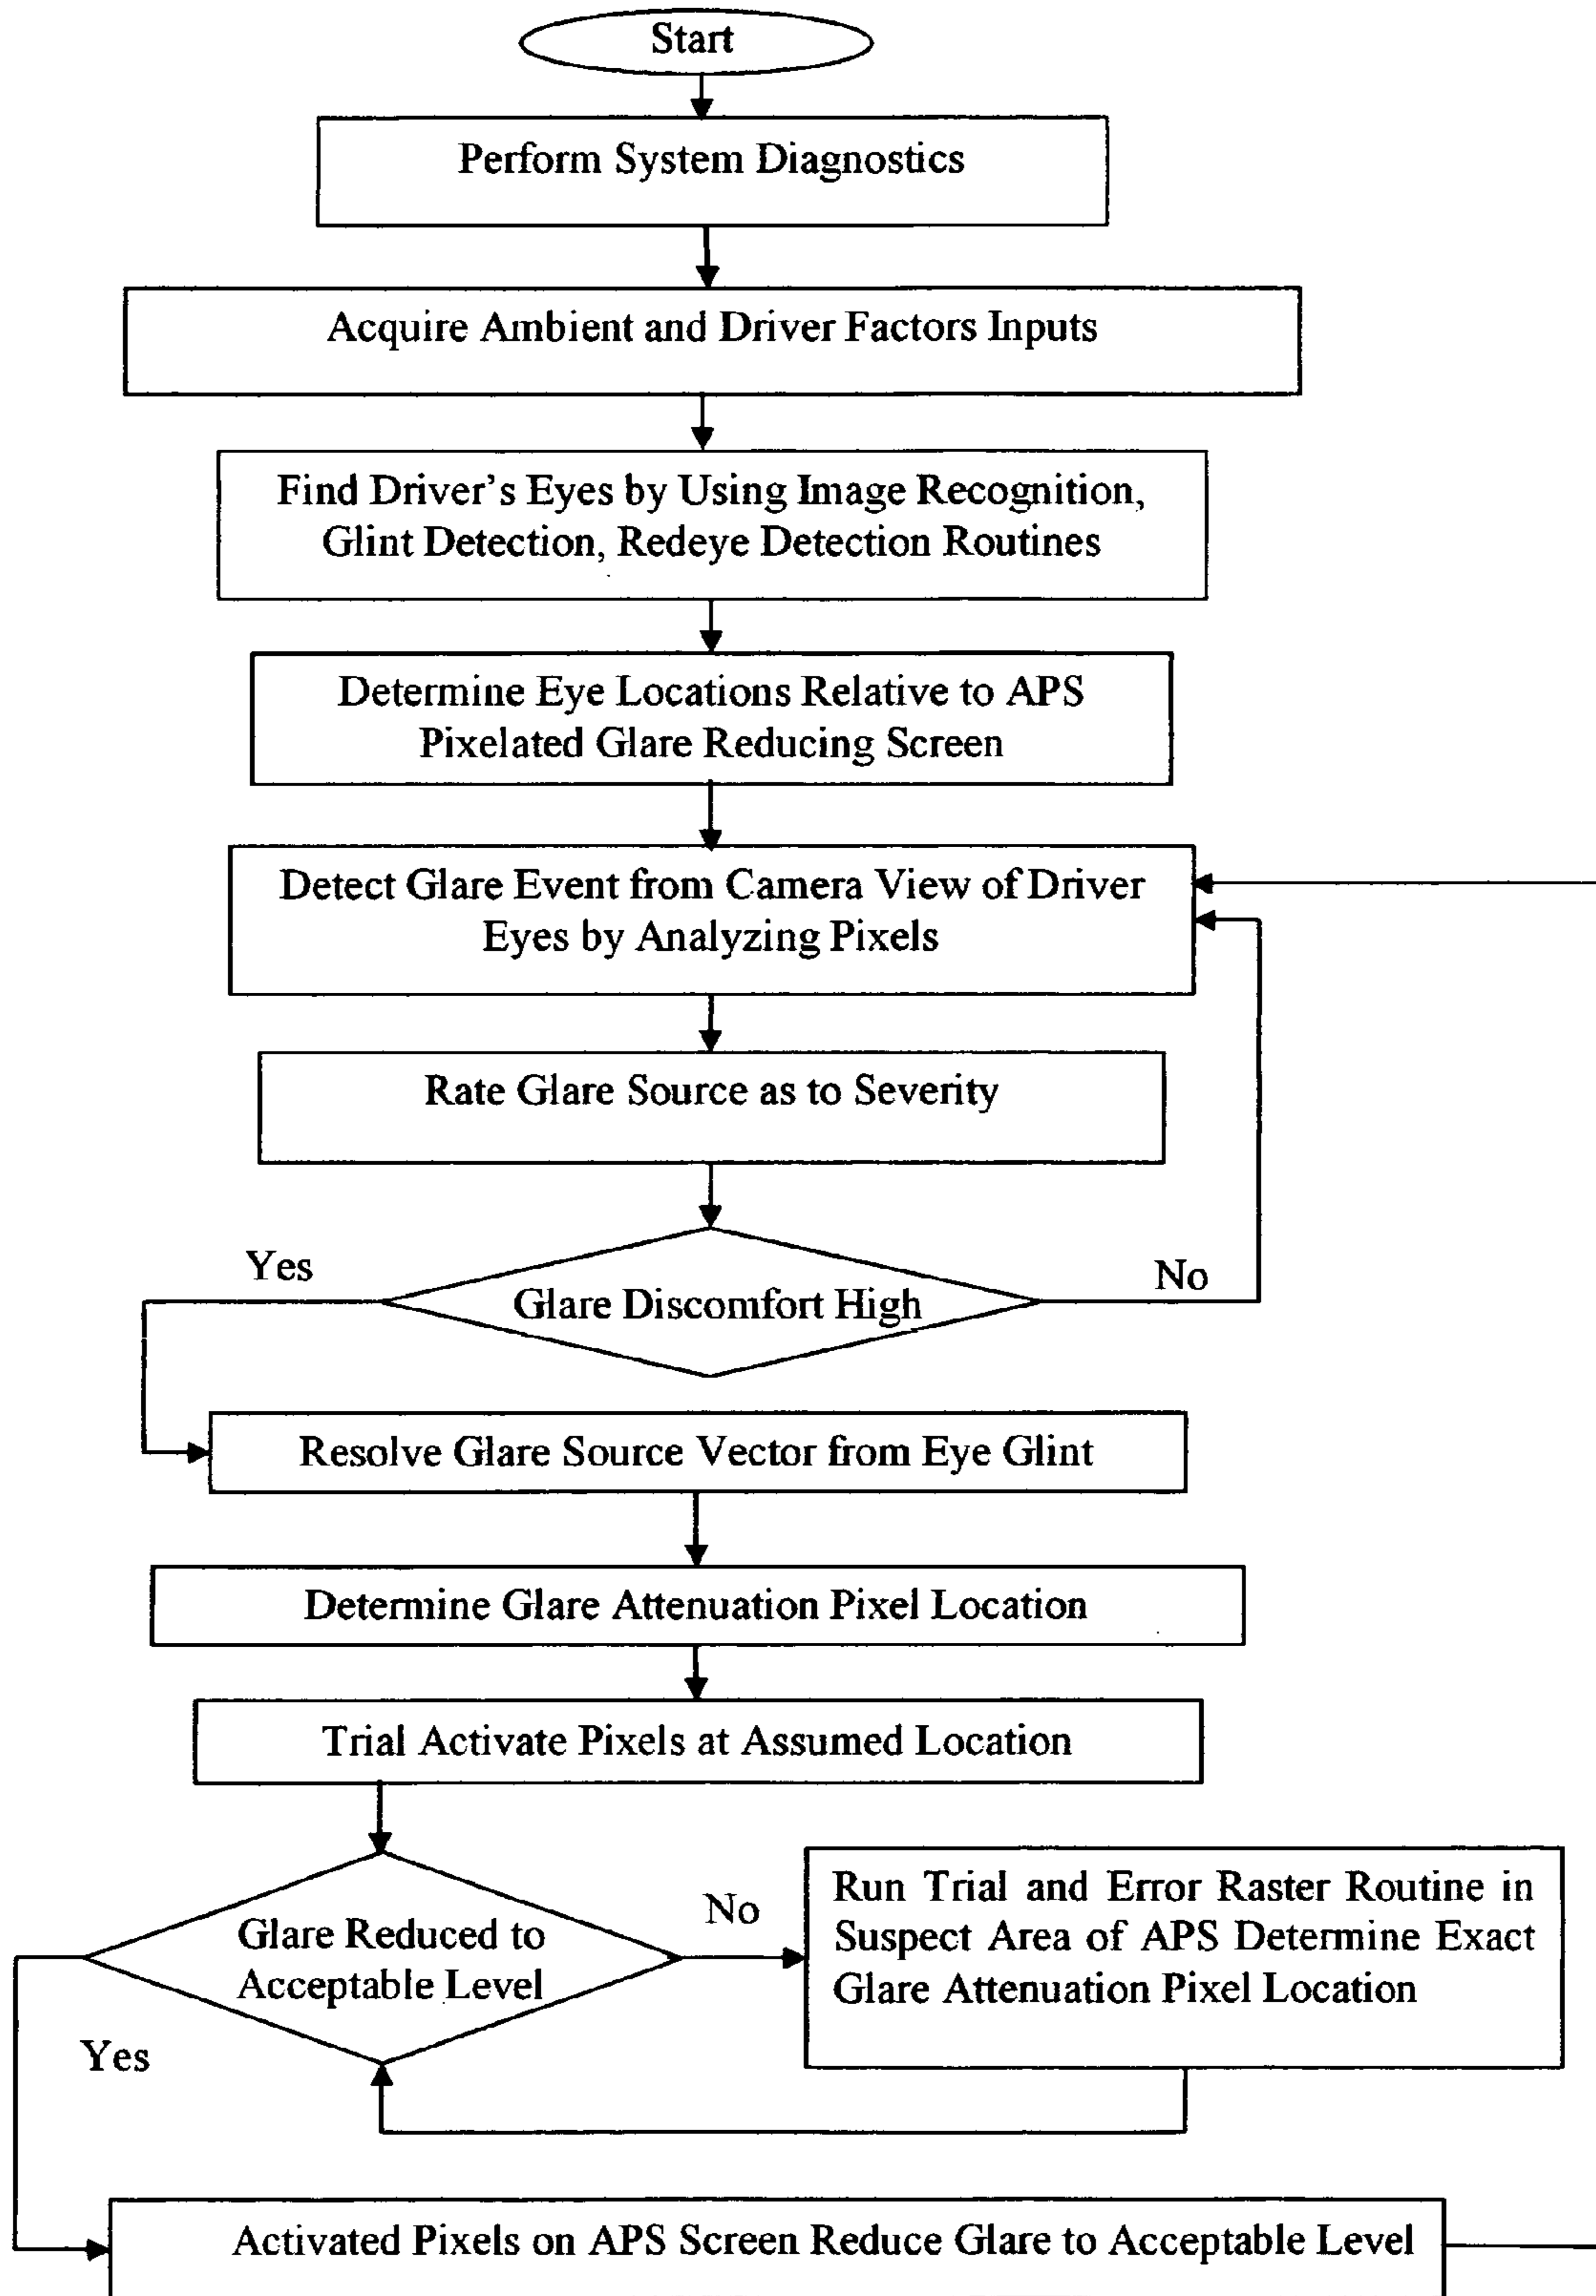 Start
Perform System Diagnostics
Acquire Ambient and Driver Factors Inputs
Find Driver's Eyes by Using Image Recognition,
Glint Detection, Redeye Detection Routines
Determine Eye Locations Relative to APS
Pixelated Glare Reducing Screen
Detect Glare Event from Camera View of Driver
Eyes by Analyzing Pixels
Rate Glare Source as to Severity
Yes
Glare Discomfort High
No
Resolve Glare Source Vector from Eye Glint
Determine Glare Attenuation Pixel Location
Trial Activate Pixels at Assumed Location
Glare Reduced to
Acceptable Level
No
Run Trial and Error Raster Routine in
Suspect Area of APS Determine Exact
Glare Attenuation Pixel Location
Yes
Activated Pixels on APS Screen Reduce Glare to Acceptable Level